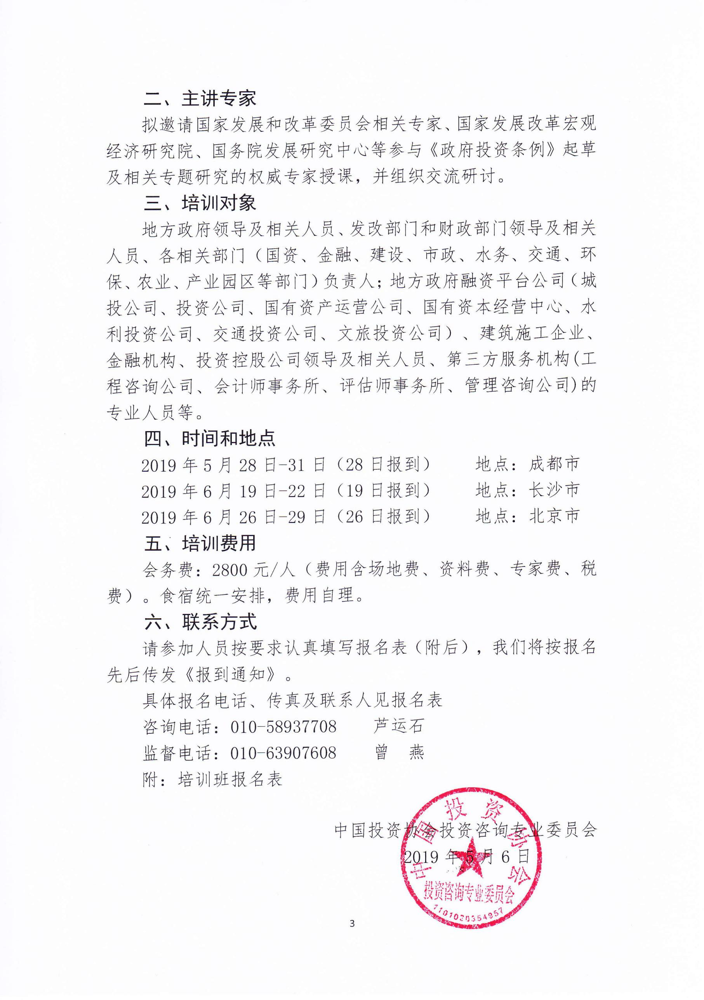 二、主讲专家
拟邀请国家发展和改革委员会相关专家、国家发展改革宏观
经济研究院、国务院发展研究中心等参与《政府投资条例》起草
及相关专题研究的权威专家授课，并组织交流研讨。
三、培训对象
地方政府领导及相关人员、发改部门和财政部门领导及相关
人员、各相关部门（国资、金融、建设、市政、水务、交通、环
保、农业、产业园区等部门）负责人；地方政府融资平台公司（城
投公司、投资公司、国有资产运营公司、国有资本经营中心、水
利投资公司、交通投资公司、文旅投资公司）、建筑施工企业、
金融机构、投资控股公司领导及相关人员、第三方服务机构(工
程咨询公司、会计师事务所、评估师事务所、管理咨询公司)的
专业人员等。
四、时间和地点
2019 年 5 月 28 日-31 日（28 日报到） 地点：成都市
2019 年 6 月 19 日-22 日（19 日报到） 地点：长沙市
2019 年 6 月 26 日-29 日（26 日报到） 地点：北京市
五、培训费用
会务费：2800 元/人（费用含场地费、资料费、专家费、税
费）。食宿统一安排，费用自理。
六、联系方式
请参加人员按要求认真填写报名表（附后），我们将按报名
先后传发《报到通知》。
具体报名电话、传真及联系人见报名表
咨询电话：010-58937708 芦运石
监督电话：010-63907608 曾 燕
附：培训班报名表
中国投资协会投资咨询专业委员会
2019 年 5 月 6 日
中国投资协会
投资咨询专业委员会
1101020354957
3